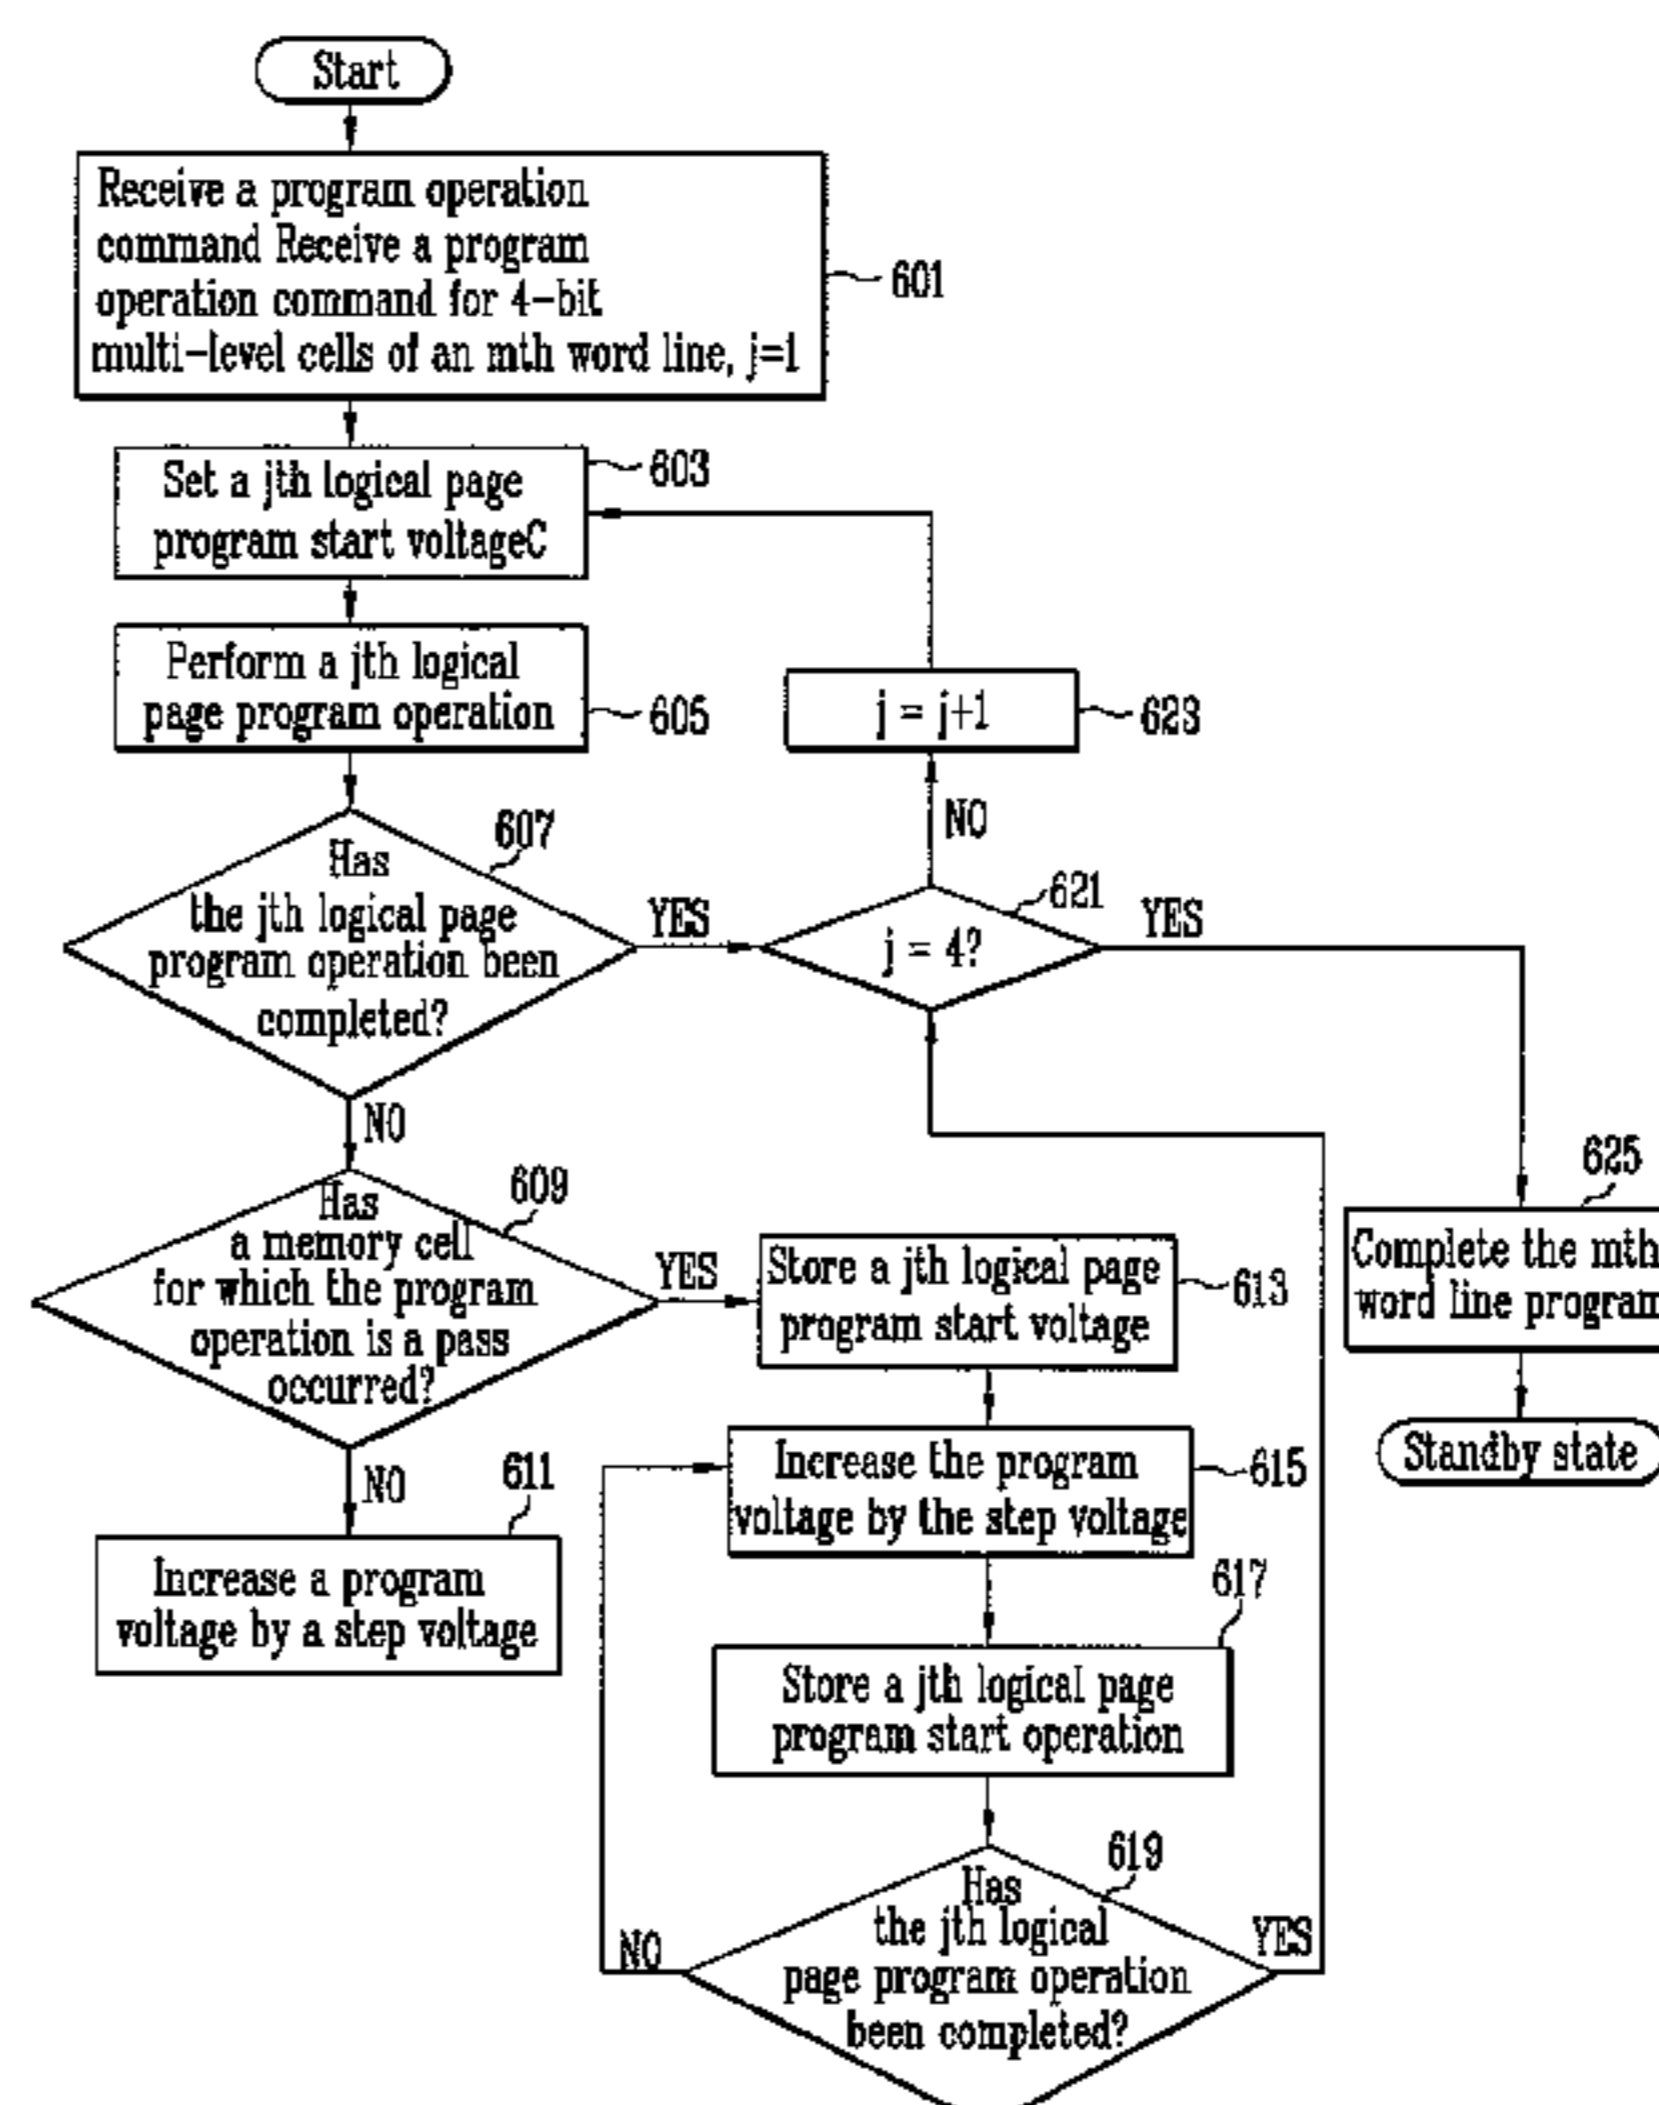 Start
Receive a program operation
command Receive a program
operation command for 4-bit
multi-level cells of an mth word line, j=1
601
Set a jth logical page
program start voltageC
603
Perform a jth logical
page program operation
605
j = j+1
623
NO
607
Has
the jth logical page
program operation been
completed?
YES
621
j = 4?
YES
NO
609
Has
a memory cell
for which the program
operation is a pass
occurred?
YES
Store a jth logical page
program start voltage
613
625
Complete the mth
word line program
Standby state
NO
611
Increase a program
voltage by a step voltage
Increase the program
voltage by the step voltage
615
617
Store a jth logical page
program start operation
619
Has
the jth logical
page program operation
been completed?
NO
YES